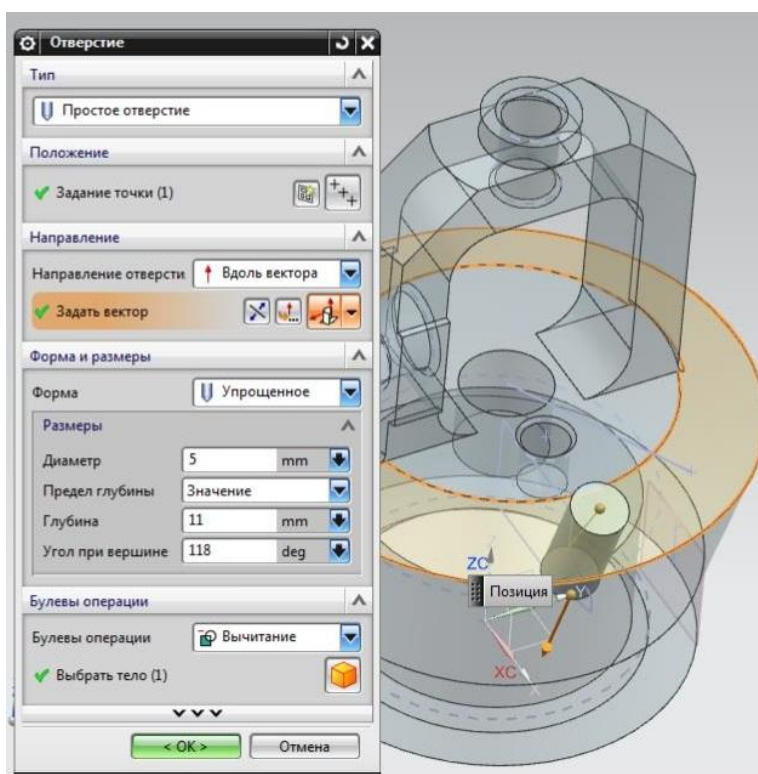 Отверстие
Тип
Простое отверстие
Положение
Задание точки (1)
Направление
Направление отверсти
Вдоль вектора
Задать вектор
Форма и размеры
Форма
Упрощенное
Размеры
Диаметр
5 mm
Предел глубины
Значение
Глубина
11 mm
Угол при вершине
118 deg
Булевы операции
Булевы операции
Вычитание
Выбрать тело (1)
< OK >
Отмена
Z
ZC
Позиция
Y
XC
X